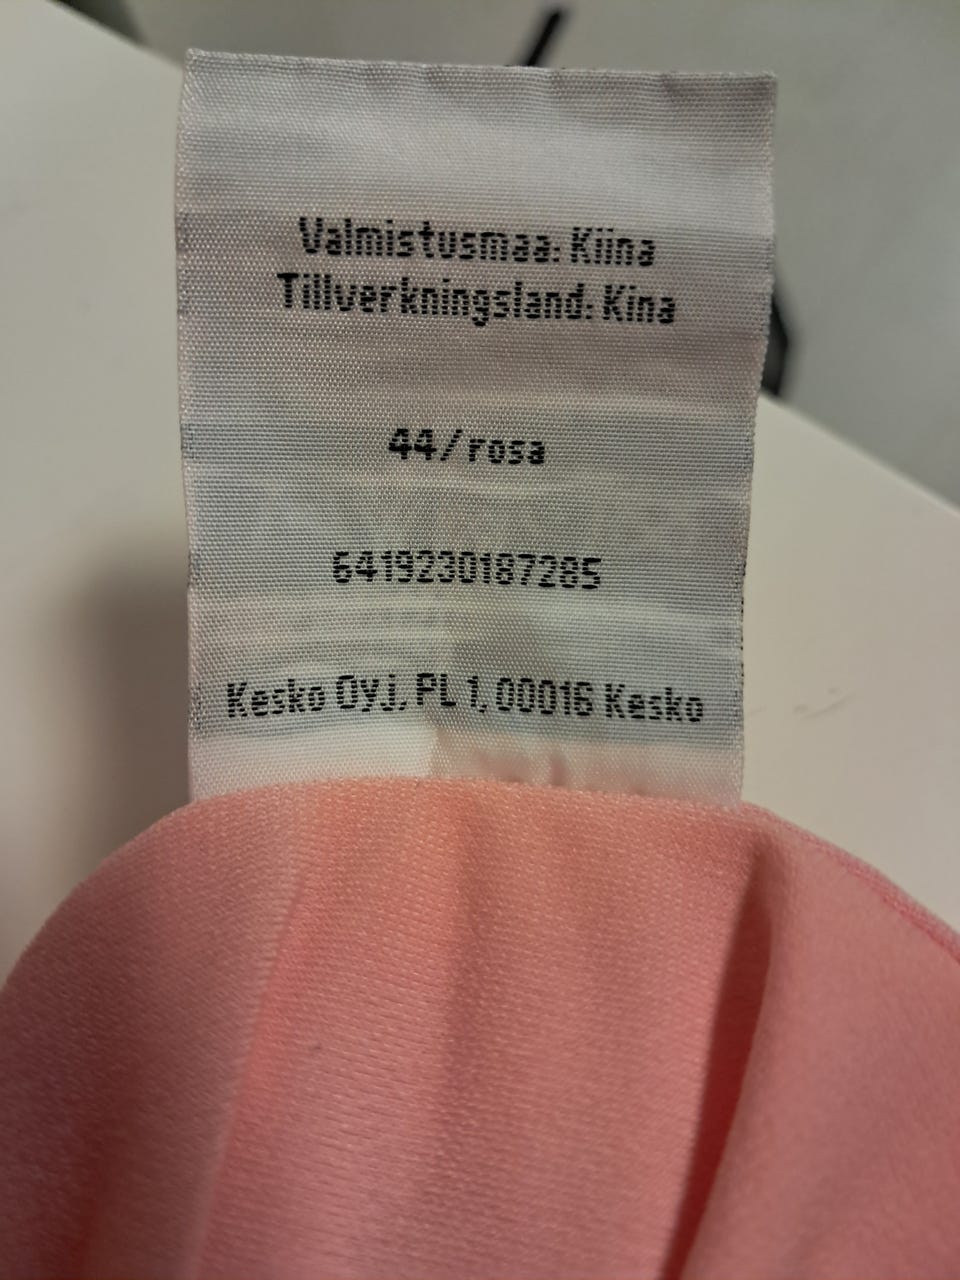 Valmistusmaa: Kiina
Tillverkningsland: Kina
44/rosa
6419230187285
Kesko Oyj, PL 1, 00016 Kesko